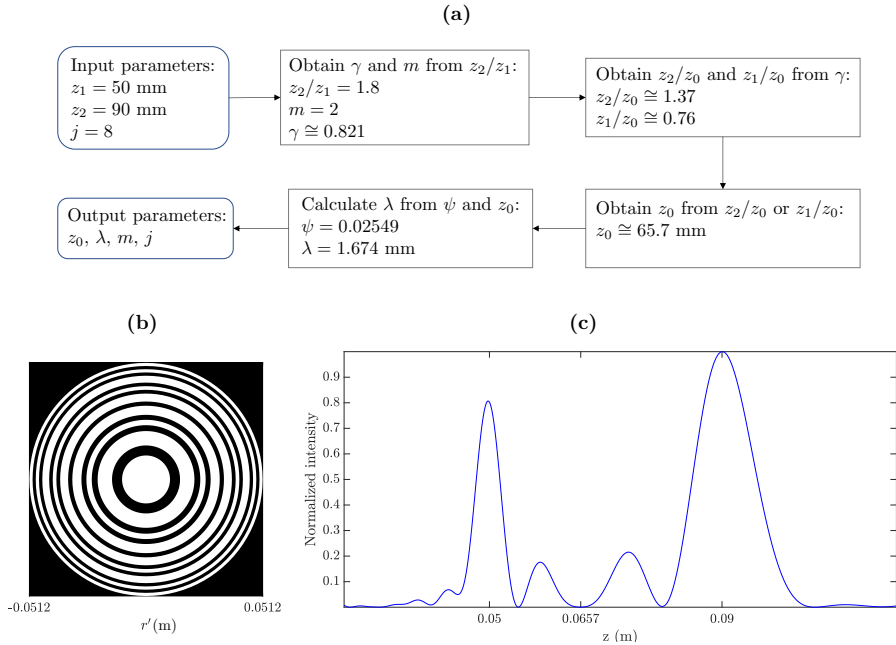 (a)
Input parameters:
z₁ = 50 mm
z₂ = 90 mm
j = 8
Obtain γ and m from z₂/z₁:
z₂/z₁ = 1.8
m = 2
γ ≅ 0.821
Obtain z₂/z₀ and z₁/z₀ from γ:
z₂/z₀ ≅ 1.37
z₁/z₀ ≅ 0.76
Obtain z₀ from z₂/z₀ or z₁/z₀:
z₀ ≅ 65.7 mm
Calculate λ from ψ and z₀:
ψ = 0.02549
λ = 1.674 mm
Output parameters:
z₀, λ, m, j
(b)
-0.0512
0.0512
r′(m)
(c)
Normalized intensity
0.9
0.8
0.7
0.6
0.5
0.4
0.3
0.2
0.1
0.05
0.0657
0.09
z (m)